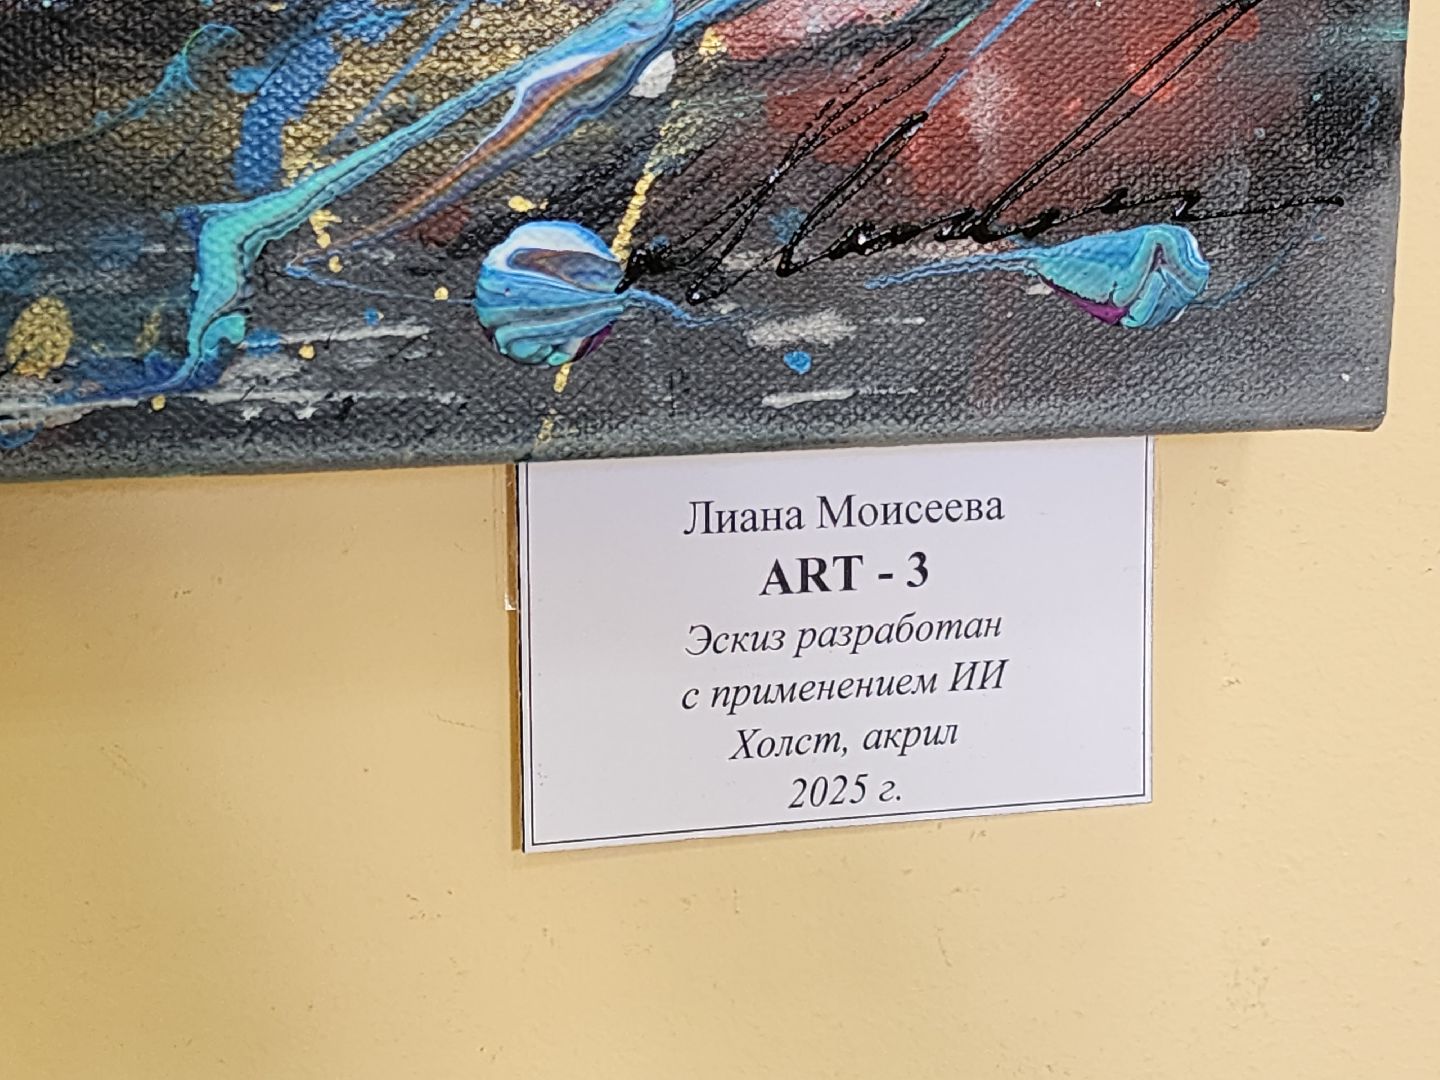 Лиана Моисеева
ART - 3
Эскиз разработан
с применением ИИ
Холст, акрил
2025 г.